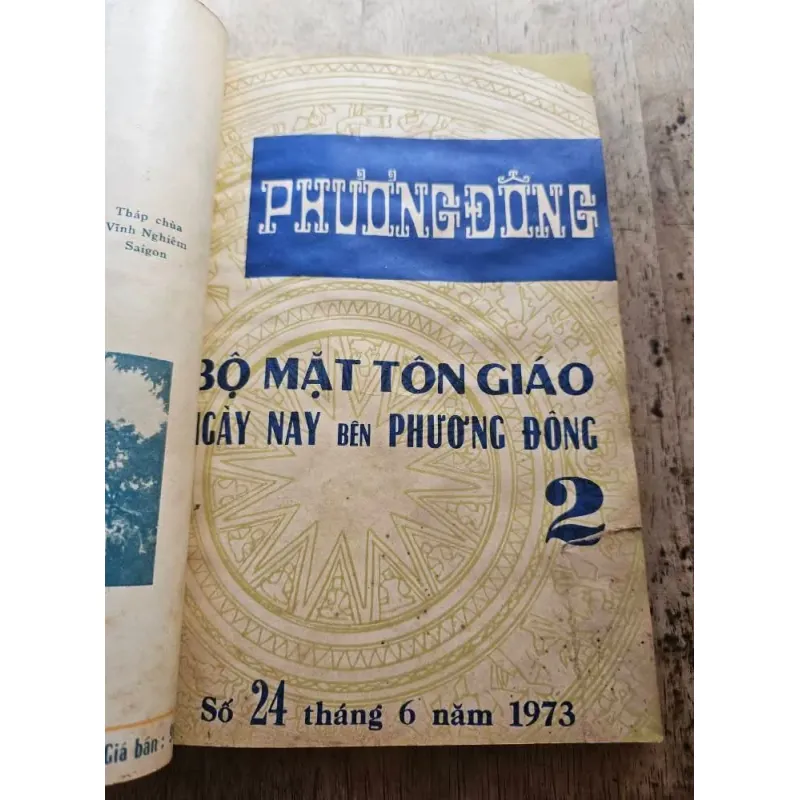 Tháp chùa
Vĩnh Nghiêm
Saigon
Giá bán :
PHƯƠNG ĐÔNG
BỘ MẶT TÔN GIÁO
NGÀY NAY BÊN PHƯƠNG ĐÔNG
2
Số 24 tháng 6 năm 1973